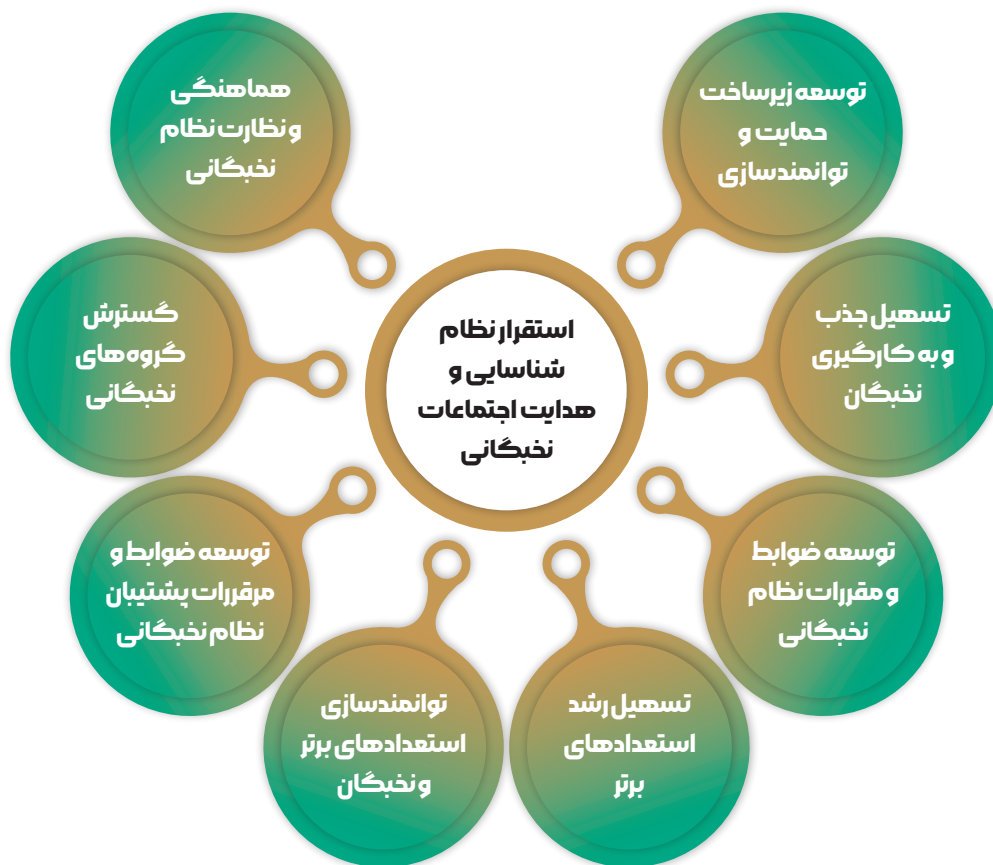 توسعه زیرساخت
حمایت و
توانمندسازی
تسهیل جذب
و به کارگیری
نخبگان
توسعه ضوابط
و مقررات نظام
نخبگانی
تسهیل رشد
استعدادهای
برتر
توانمندسازی
استعدادهای برتر
و نخبگان
توسعه ضوابط و
مرقررات پشتیبان
نظام نخبگانی
گسترش
گروه های
نخبگانی
هماهنگی
و نظارت نظام
نخبگانی
استقرار نظام
شناسایی و
هدایت اجتماعات
نخبگانی